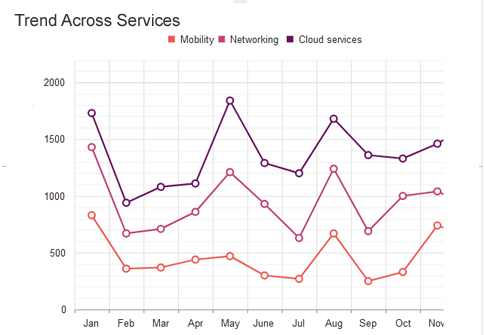 Trend Across Services
Mobility Networking Cloud services
2000
1500
1000
500
0
Jan Feb Mar Apr May June Jul Aug Sep Oct Nov